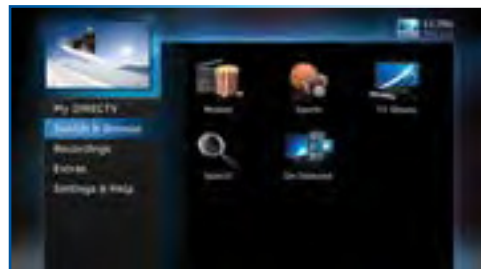 My DIRECTV
Search & Browse
Recordings
Extras
Settings & Help
Movies
Sports
TV Shows
Search
On Demand